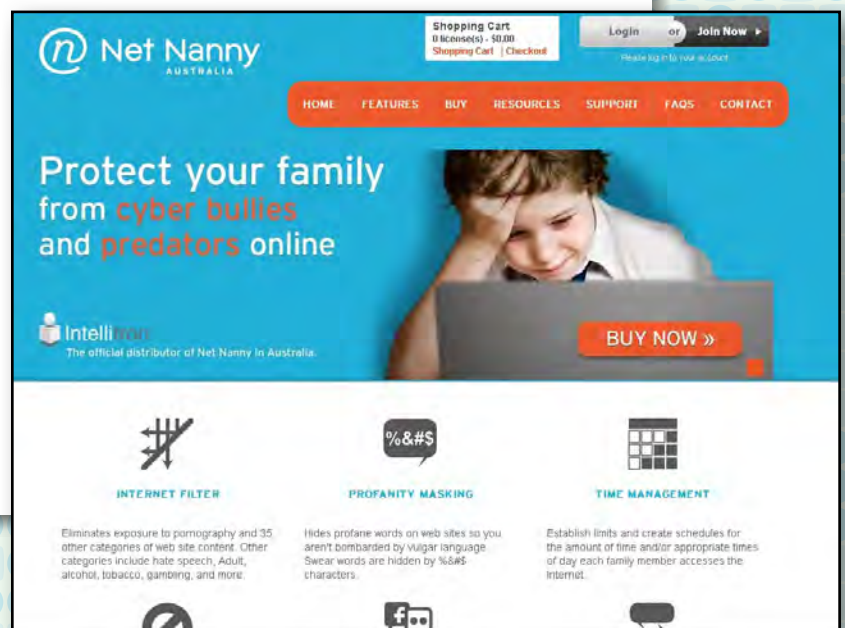 Net Nanny
AUSTRALIA
Shopping Cart
0 license(s) - $0.00
Shopping Cart | Checkout
Login or Join Now
Please log in to your account
HOME FEATURES BUY RESOURCES SUPPORT FAQS CONTACT
Protect your family
from cyber bullies
and predators online
Intellitron
The official distributor of Net Nanny in Australia.
BUY NOW »
%&#$
INTERNET FILTER
PROFANITY MASKING
TIME MANAGEMENT
Eliminates exposure to pornography and 35
other categories of web site content. Other
categories include hate speech, Adult,
alcohol, tobacco, gambling, and more.
Hides profane words on web sites so you
aren't bombarded by vulgar language
Swear words are hidden by %&#$
characters.
Establish limits and create schedules for
the amount of time and/or appropriate times
of day each family member accesses the
Internet.
f